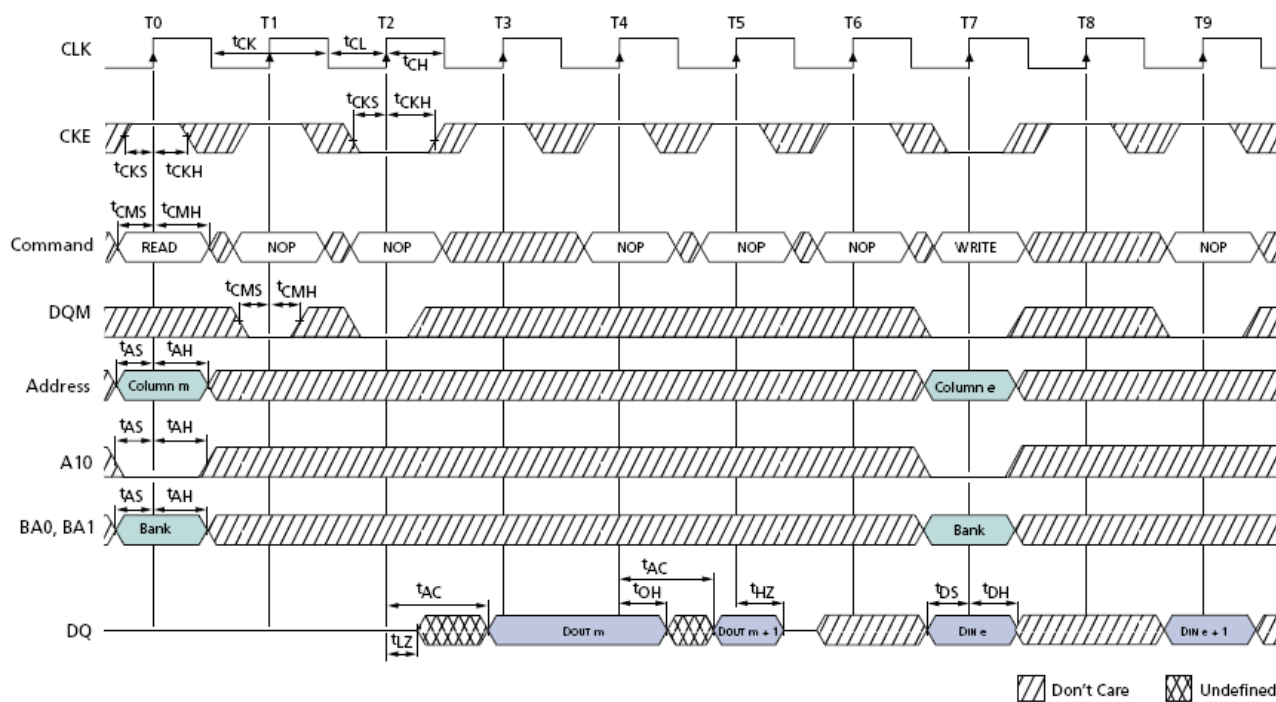 T0 T1 T2 T3 T4 T5 T6 T7 T8 T9
CLK tCK tCL tCH
tCKS tCKH
CKE
tCKS tCKH
tCMS tCMH
Command READ NOP NOP NOP NOP NOP WRITE NOP
tCMS tCMH
DQM
tAS tAH
Address Column m Column e
tAS tAH
A10
tAS tAH
BA0, BA1 Bank Bank
tAC
tAC tOH tHZ tDS tDH
DQ DOUT m DOUT m + 1 DIN e DIN e + 1
tLZ
Don't Care Undefined